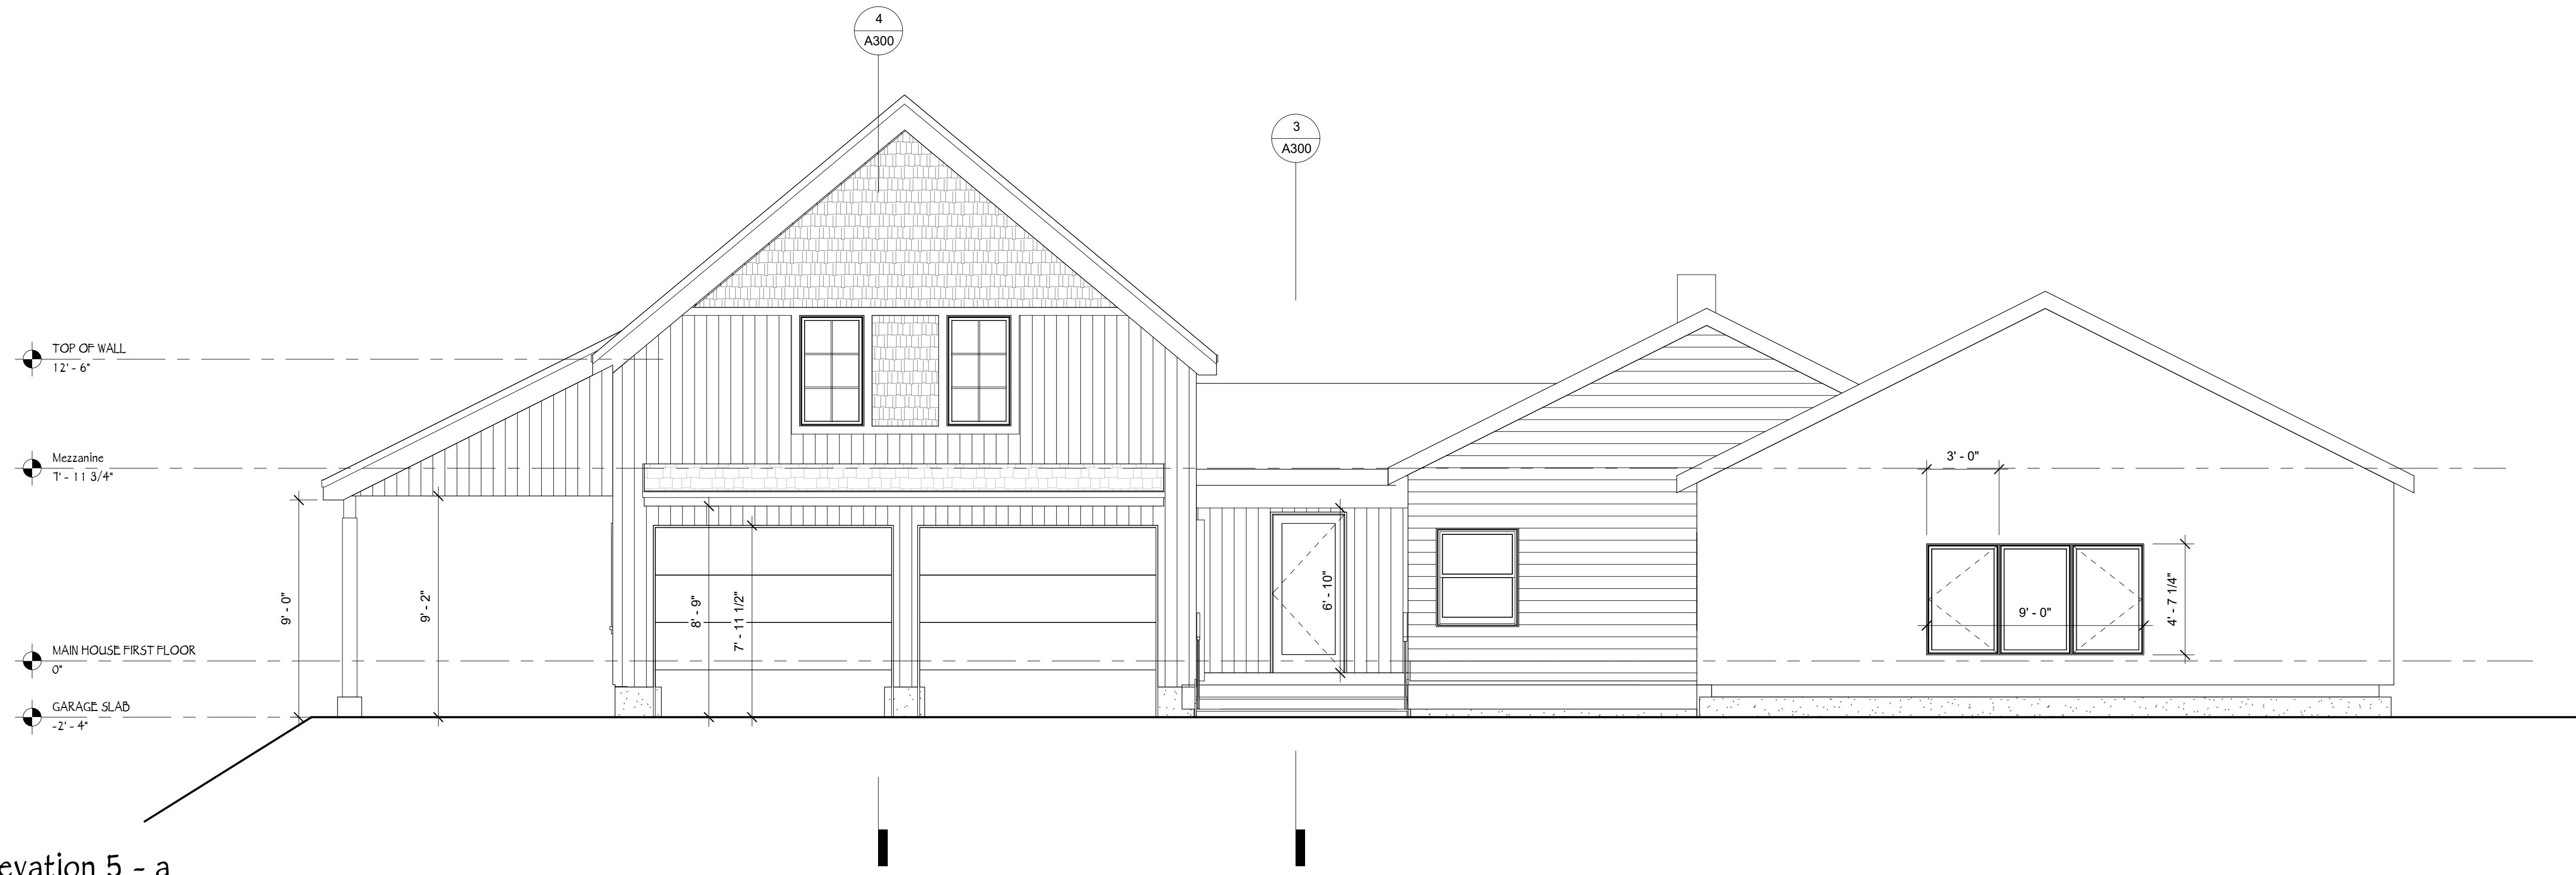 4
A300
3
A300
TOP OF WALL
12' - 6"
Mezzanine
7' - 11 3/4"
3' - 0"
9' - 0"
9' - 2"
8' - 9"
7' - 11 1/2"
6' - 10"
9' - 0"
4' - 7 1/4"
MAIN HOUSE FIRST FLOOR
0"
GARAGE SLAB
-2' - 4"
evation 5 - a